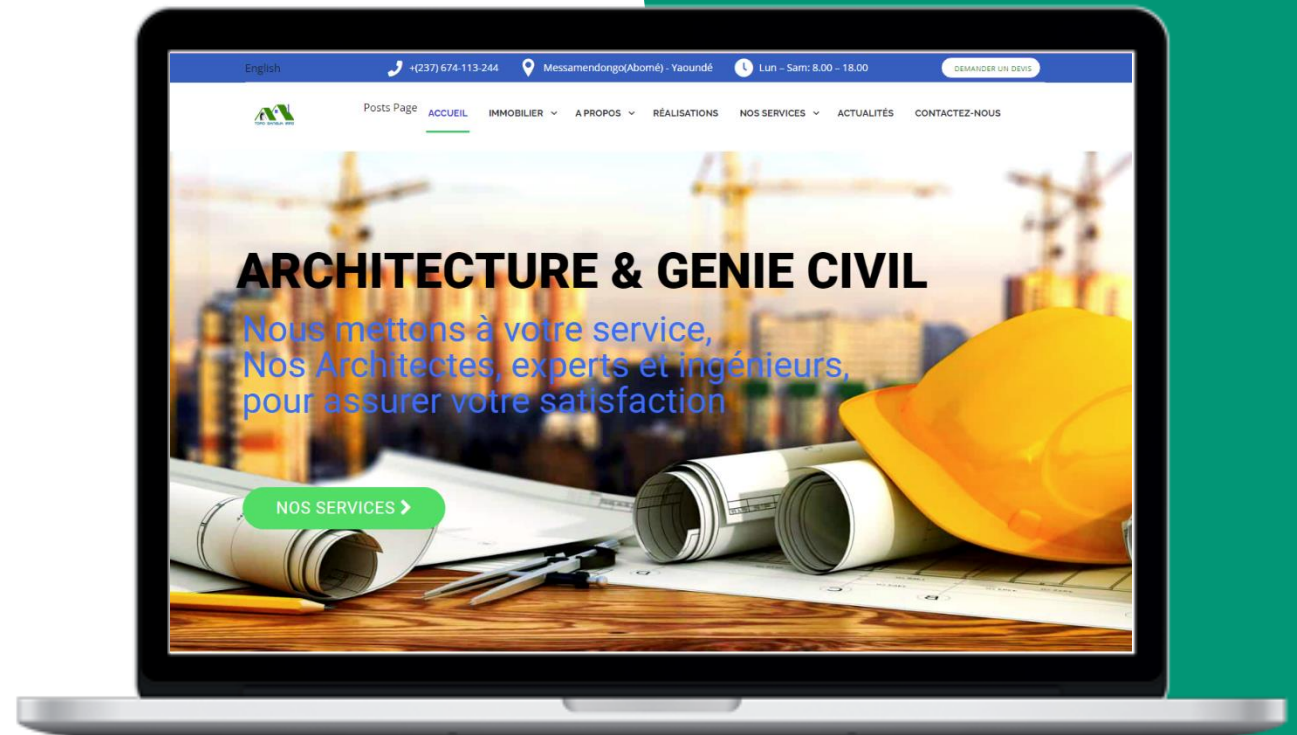 English
+(237) 674-113-244
Messamendongo(Abomé) - Yaoundé
Lun – Sam: 8.00 – 18.00
DEMANDER UN DEVIS
Posts Page
ACCUEIL
IMMOBILIER
A PROPOS
RÉALISATIONS
NOS SERVICES
ACTUALITÉS
CONTACTEZ-NOUS
ARCHITECTURE & GENIE CIVIL
Nous mettons à votre service,
Nos Architectes, experts et ingénieurs,
pour assurer votre satisfaction
NOS SERVICES